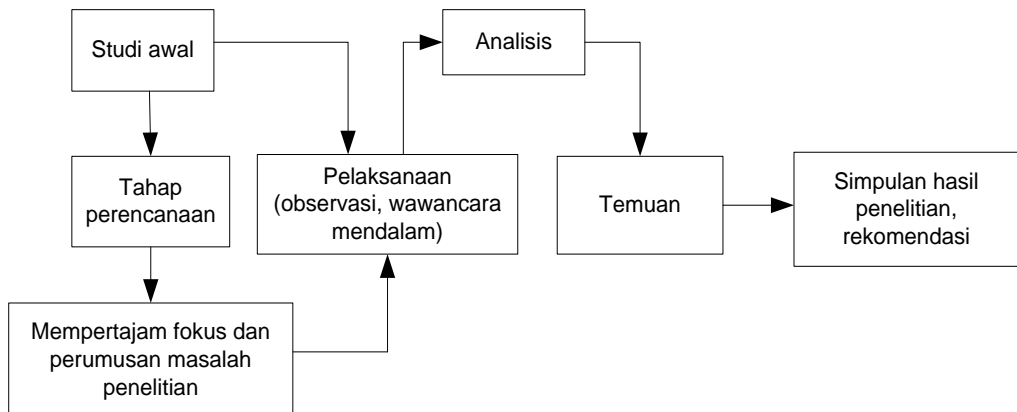 Studi awal
Tahap
perencanaan
Mempertajam fokus dan
perumusan masalah
penelitian
Pelaksanaan
(observasi, wawancara
mendalam)
Analisis
Temuan
Simpulan hasil
penelitian,
rekomendasi